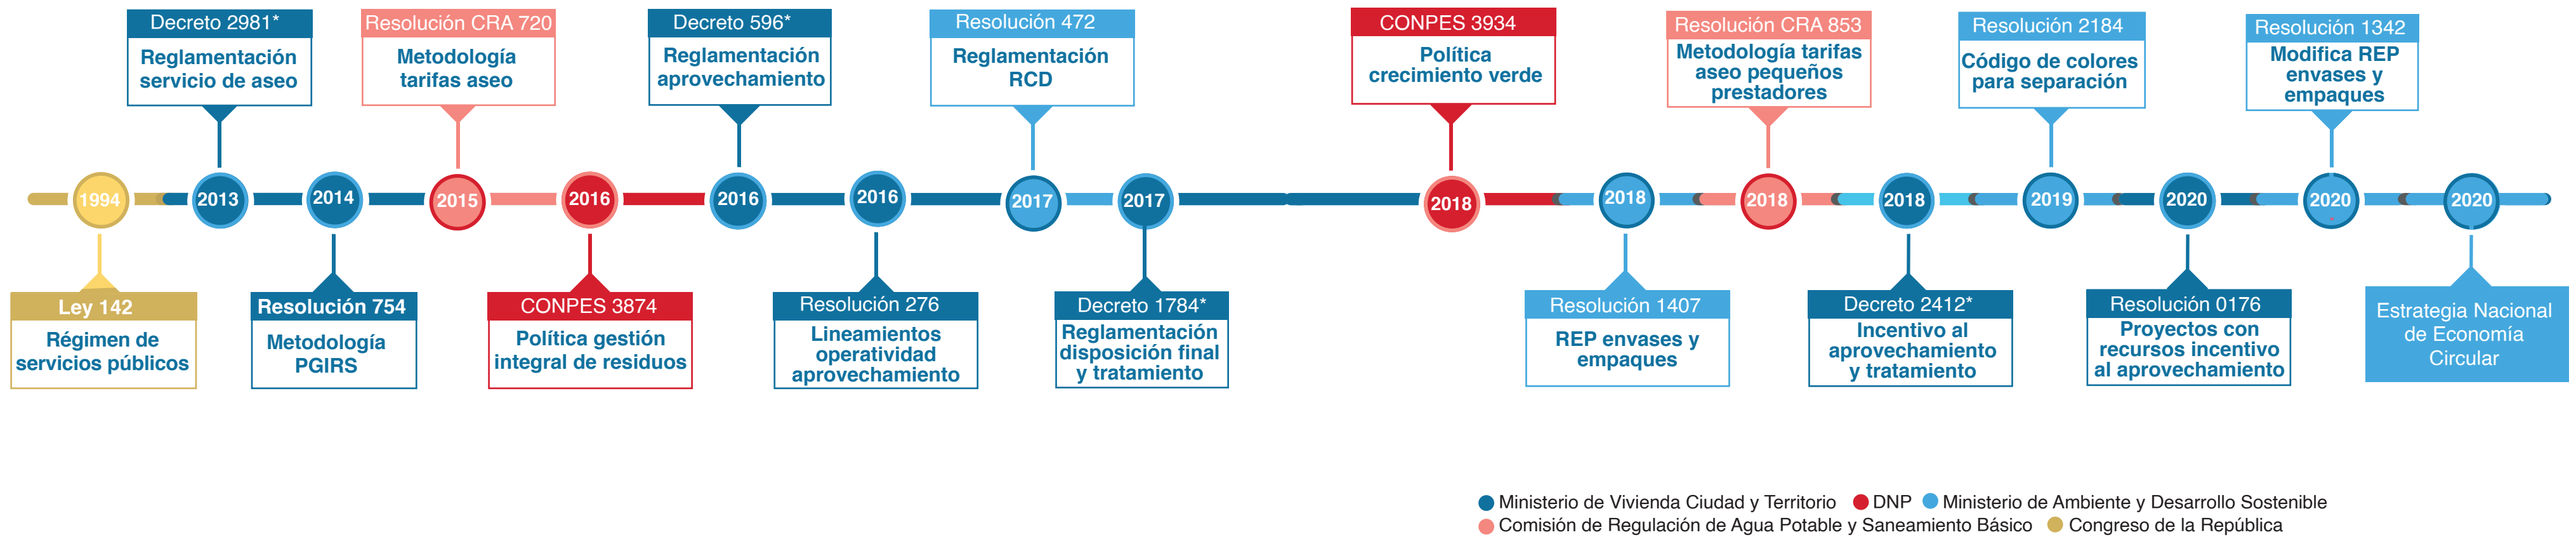 Decreto 2981*
Reglamentación
servicio de aseo
Resolución CRA 720
Metodología
tarifas aseo
Decreto 596*
Reglamentación
aprovechamiento
Resolución 472
Reglamentación
RCD
CONPES 3934
Política
crecimiento verde
Resolución CRA 853
Metodología tarifas
aseo pequeños
prestadores
Resolución 2184
Código de colores
para separación
Resolución 1342
Modifica REP
envases y
empaques
1994
2013
2014
2015
2016
2016
2016
2017
2017
2018
2018
2018
2018
2019
2020
2020
2020
Ley 142
Régimen de
servicios públicos
Resolución 754
Metodología
PGIRS
CONPES 3874
Política gestión
integral de residuos
Resolución 276
Lineamientos
operatividad
aprovechamiento
Decreto 1784*
Reglamentación
disposición final
y tratamiento
Resolución 1407
REP envases y
empaques
Decreto 2412*
Incentivo al
aprovechamiento
y tratamiento
Resolución 0176
Proyectos con
recursos incentivo
al aprovechamiento
Estrategia Nacional
de Economía
Circular
Ministerio de Vivienda Ciudad y Territorio
DNP
Ministerio de Ambiente y Desarrollo Sostenible
Comisión de Regulación de Agua Potable y Saneamiento Básico
Congreso de la República